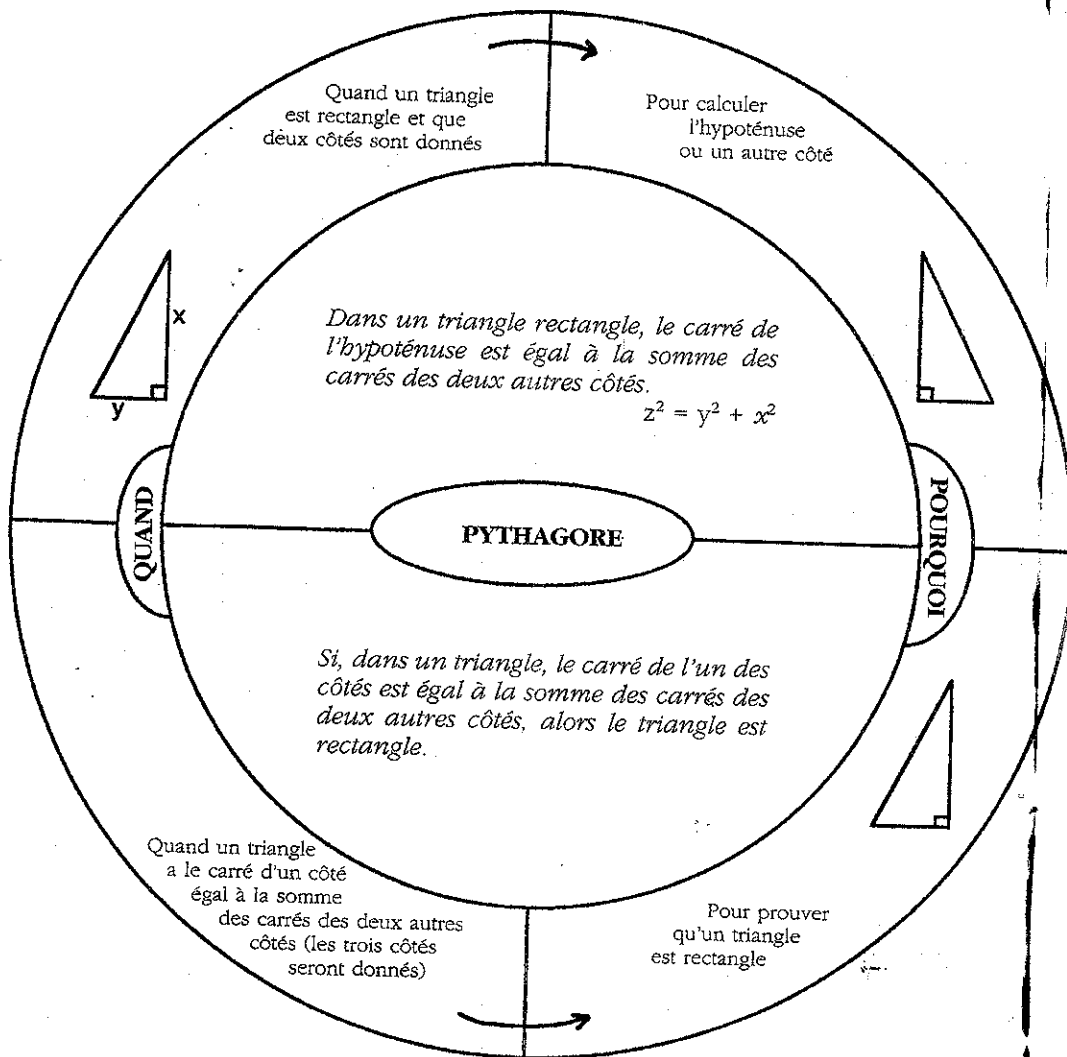 Quand un triangle
est rectangle et que
deux côtés sont donnés
Pour calculer
l'hypoténuse
ou un autre côté
x
y
Dans un triangle rectangle, le carré de
l'hypoténuse est égal à la somme des
carrés des deux autres côtés.
z² = y² + x²
QUAND
PYTHAGORE
POURQUOI
Si, dans un triangle, le carré de l'un des
côtés est égal à la somme des carrés des
deux autres côtés, alors le triangle est
rectangle.
Quand un triangle
a le carré d'un côté
égal à la somme
des carrés des deux autres
côtés (les trois côtés
seront donnés)
Pour prouver
qu'un triangle
est rectangle